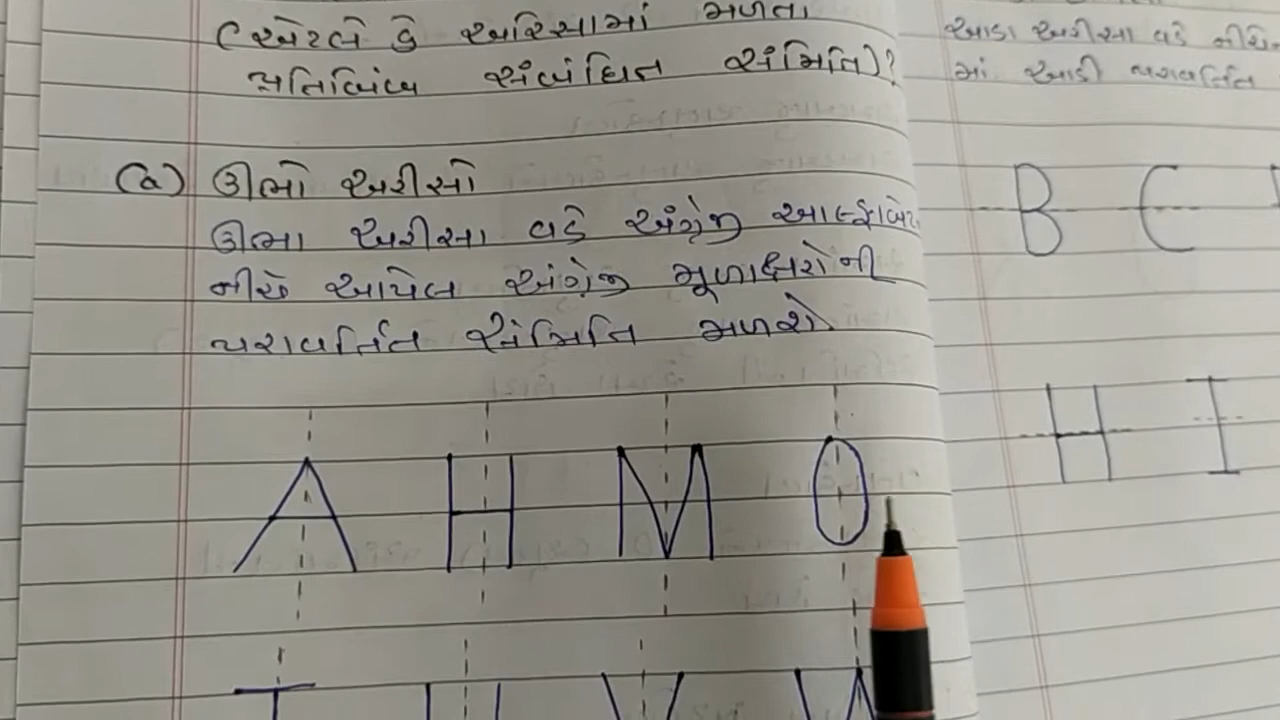 (એટલે કે અરિસામાં મળતા
પ્રતિબિંબ સંબંધિત સંમિતિ)?
(a) ઊભો અરીસો
ઊભા અરીસા વડે અંગ્રેજી
નીચે આપેલ અંગ્રેજી મૂળાક્ષરોની
પરાવર્તિત સંમિતિ મળશે.
A H M O
T U V W
આડા અરીસા વડે
માં આડી પરાવર્તિત
B C
H I